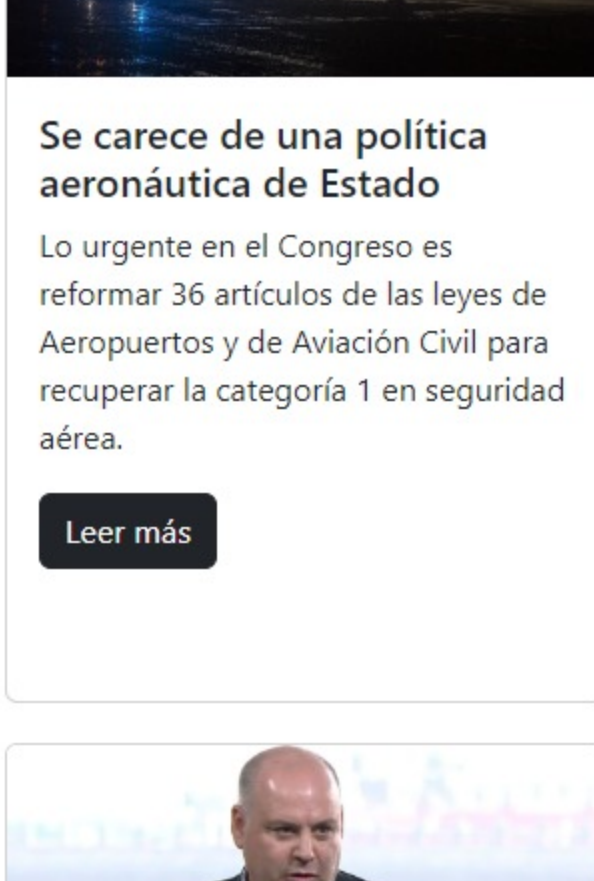 Se carece de una política
aeronáutica de Estado
Lo urgente en el Congreso es
reformar 36 artículos de las leyes de
Aeropuertos y de Aviación Civil para
recuperar la categoría 1 en seguridad
aérea.
Leer más